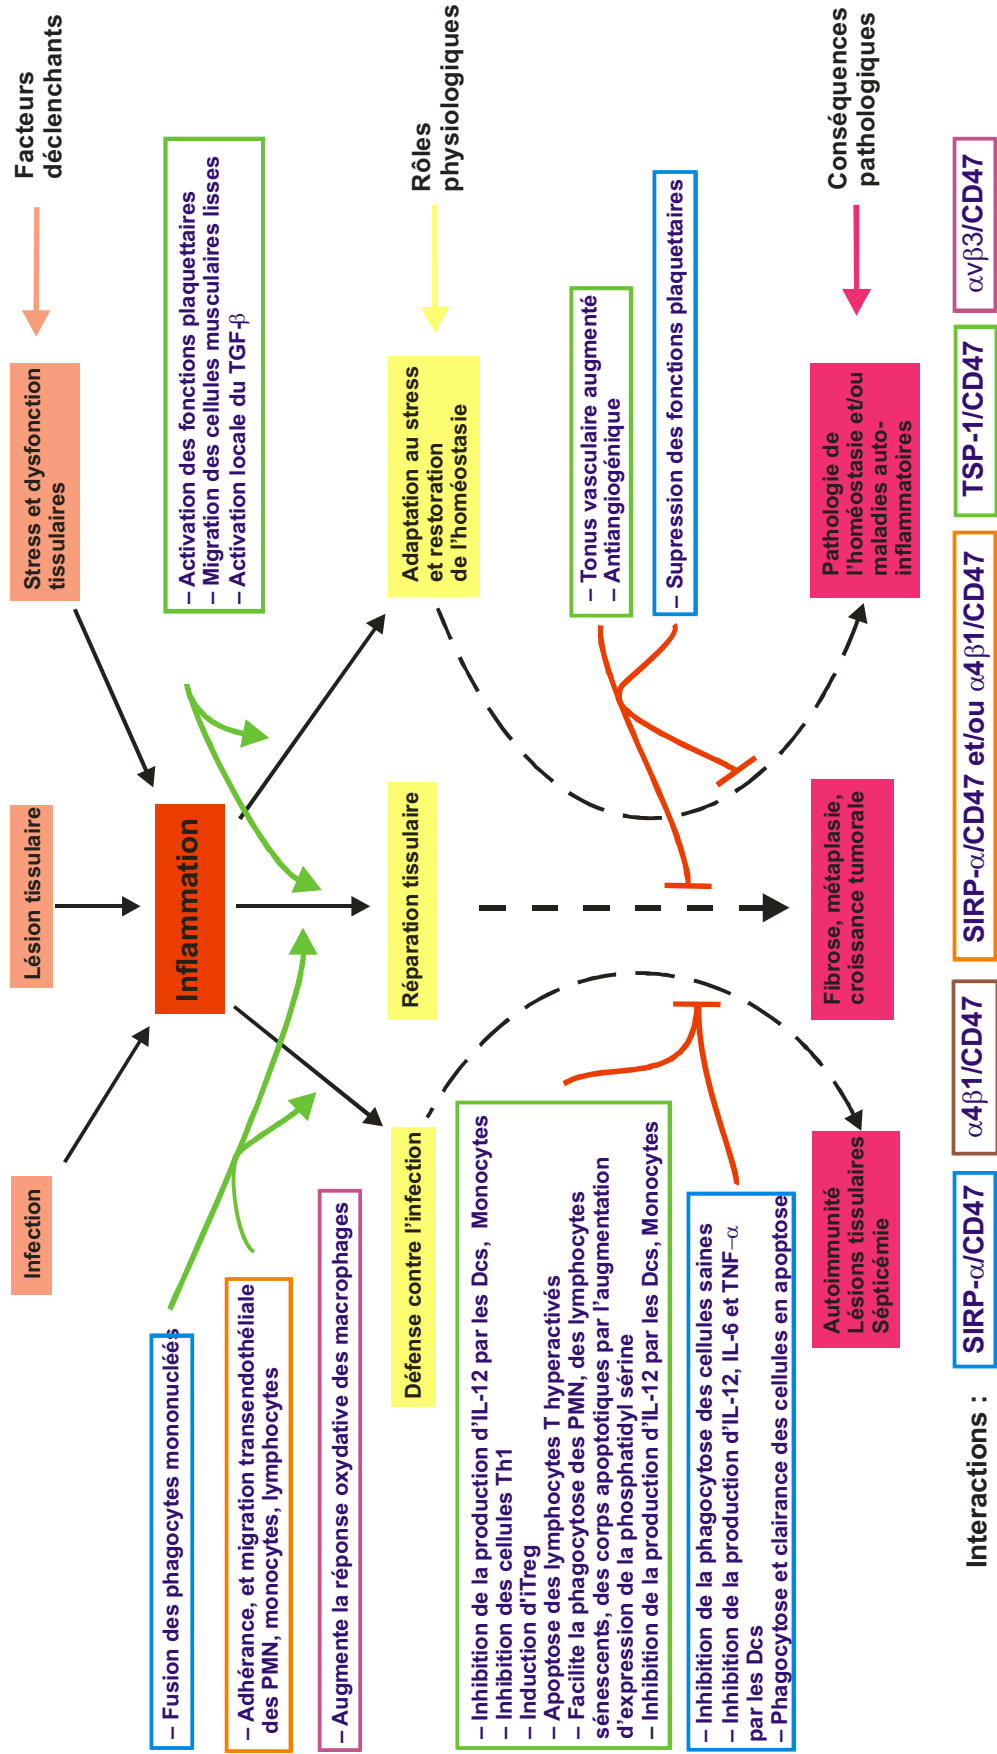 Infection
Lésion tissulaire
Stress et dysfonction
tissulaires
Facteurs
déclenchants
– Fusion des phagocytes mononucléés
– Adhérance, et migration transendothéliale
des PMN, monocytes, lymphocytes
– Augmente la réponse oxydative des macrophages
Inflammation
– Activation des fonctions plaquettaires
– Migration des cellules musculaires lisses
– Activation locale du TGF-β
Défense contre l'infection
Réparation tissulaire
Adaptation au stress
et restoration
de l'homéostasie
Rôles
physiologiques
– Inhibition de la production d'IL-12 par les Dcs, Monocytes
– Inhibition des cellules Th1
– Induction d'iTreg
– Apoptose des lymphocytes T hyperactivés
– Facilite la phagocytose des PMN, des lymphocytes
sénescents, des corps apoptotiques par l'augmentation
d'expression de la phosphatidyl sérine
– Inhibition de la production d'IL-12 par les Dcs, Monocytes
– Inhibition de la phagocytose des cellules saines
– Inhibition de la production d'IL-12, IL-6 et TNF–α
par les Dcs
– Phagocytose et clairance des cellules en apoptose
– Tonus vasculaire augmenté
– Antiangiogénique
– Supression des fonctions plaquettaires
Autoimmunité
Lésions tissulaires
Sépticémie
Fibrose, métaplasie,
croissance tumorale
Pathologie de
l'homéostasie et/ou
maladies auto-
inflammatoires
Conséquences
pathologiques
Interactions :
SIRP-α/CD47
α4β1/CD47
SIRP-α/CD47 et/ou α4β1/CD47
TSP-1/CD47
αvβ3/CD47